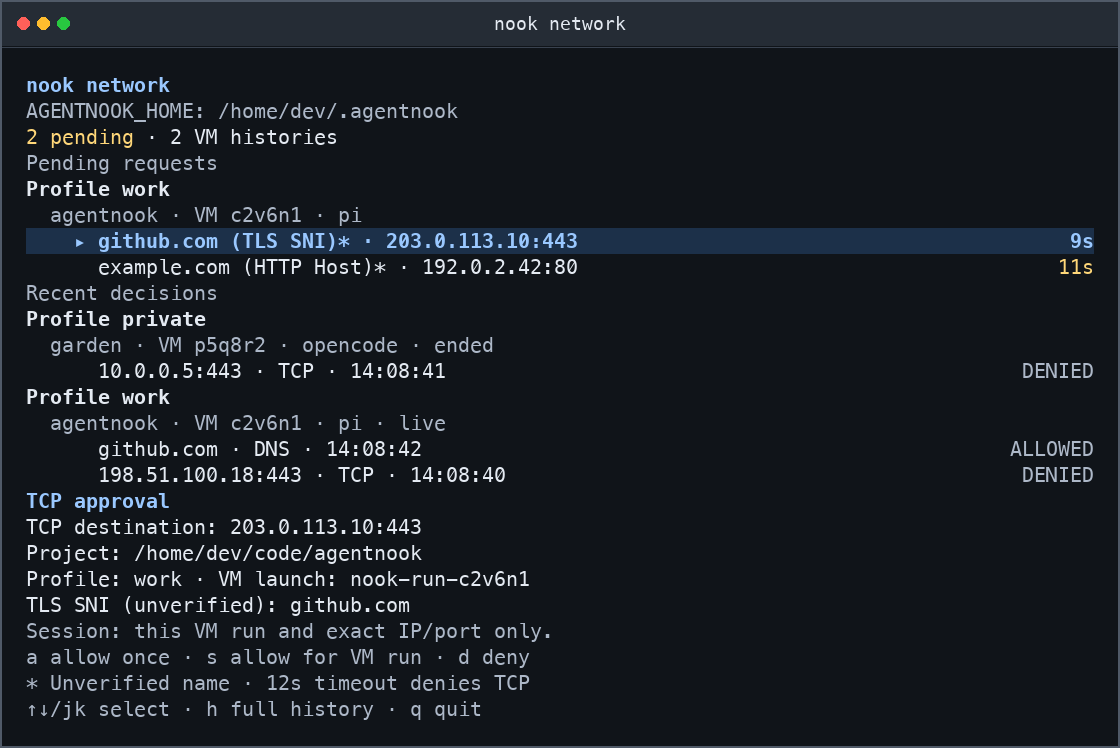 nook network
nook network
AGENTNOOK_HOME: /home/dev/.agentnook
2 pending · 2 VM histories
Pending requests
Profile work
agentnook · VM c2v6n1 · pi
▸ github.com (TLS SNI)* · 203.0.113.10:443 9s
example.com (HTTP Host)* · 192.0.2.42:80 11s
Recent decisions
Profile private
garden · VM p5q8r2 · opencode · ended
10.0.0.5:443 · TCP · 14:08:41 DENIED
Profile work
agentnook · VM c2v6n1 · pi · live
github.com · DNS · 14:08:42 ALLOWED
198.51.100.18:443 · TCP · 14:08:40 DENIED
TCP approval
TCP destination: 203.0.113.10:443
Project: /home/dev/code/agentnook
Profile: work · VM launch: nook-run-c2v6n1
TLS SNI (unverified): github.com
Session: this VM run and exact IP/port only.
a allow once · s allow for VM run · d deny
* Unverified name · 12s timeout denies TCP
↑↓/jk select · h full history · q quit